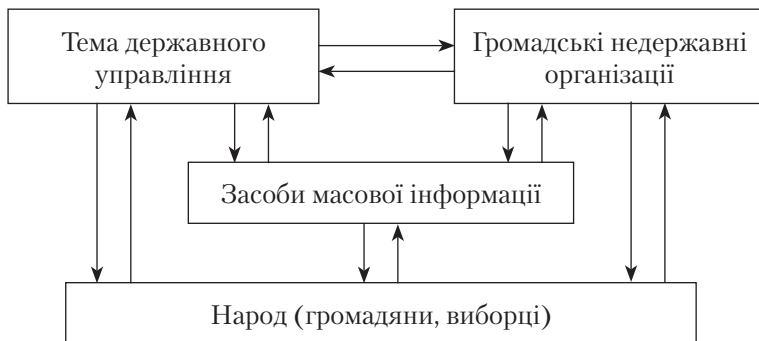 Тема державного
управління
Громадські недержавні
організації
Засоби масової інформації
Народ (громадяни, виборці)